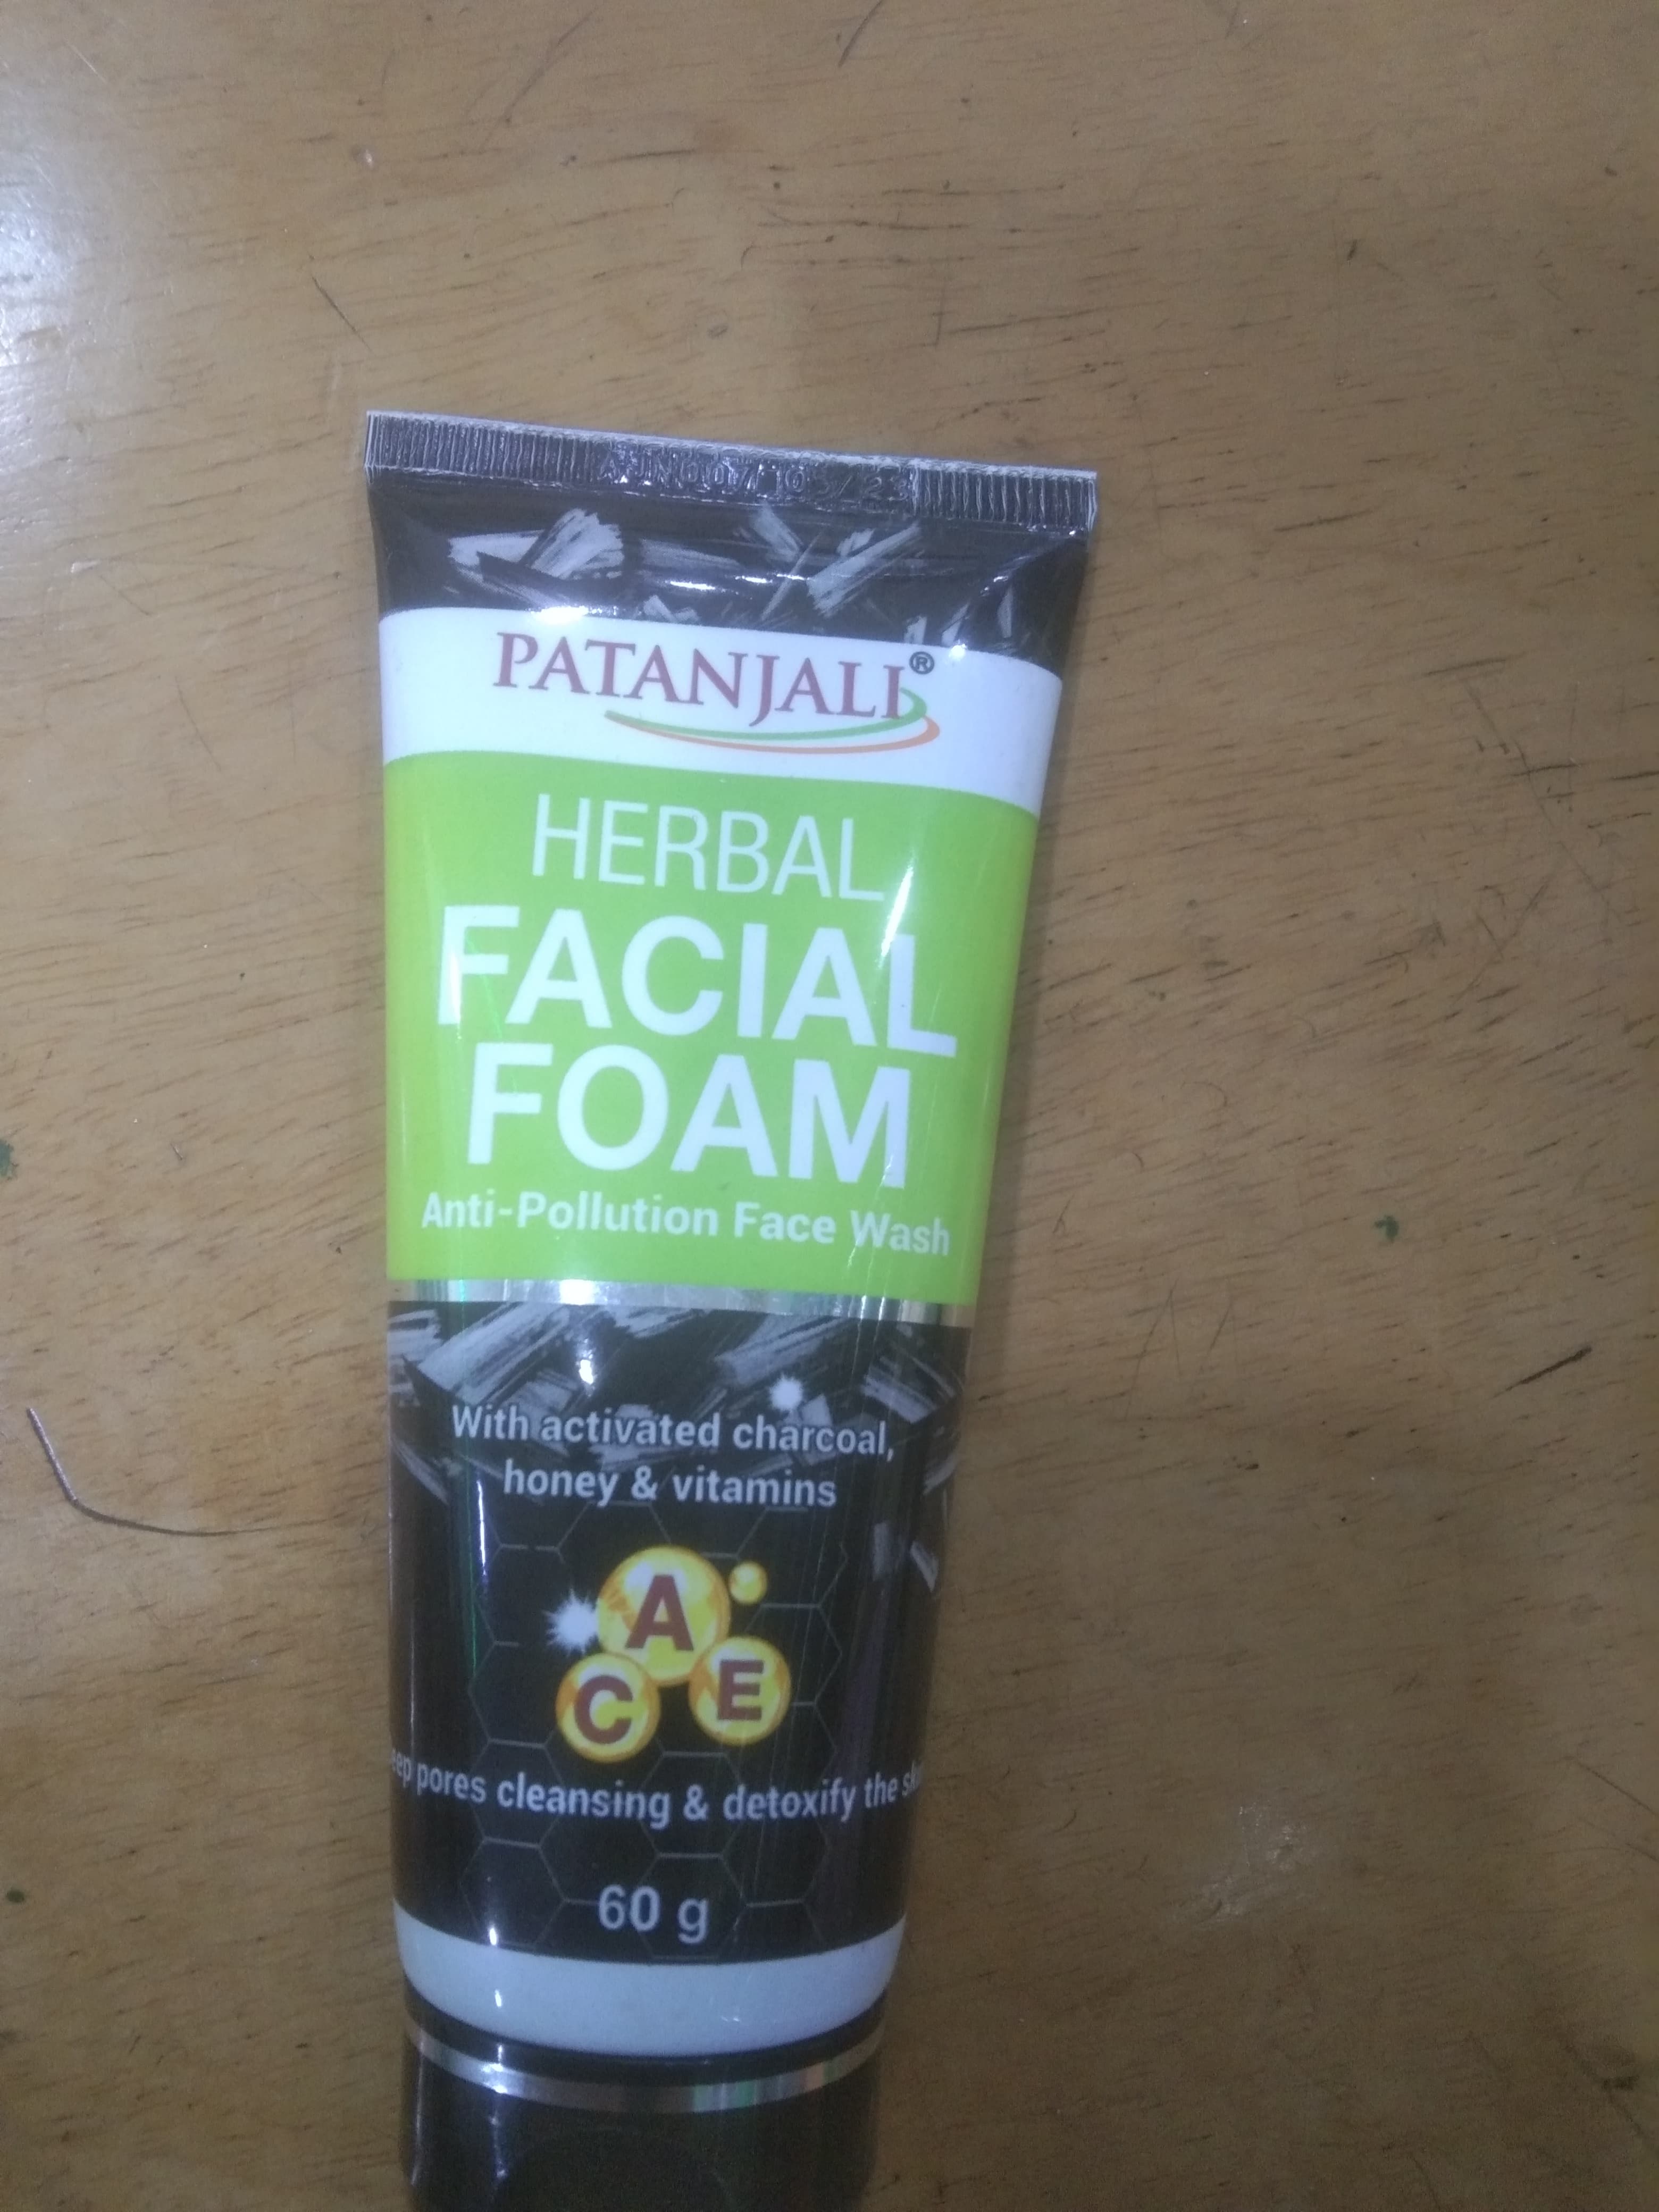 PATANJALI®
HERBAL
FACIAL
FOAM
Anti-Pollution Face Wash
With activated charcoal,
honey & vitamins
A
C E
pores cleansing & detoxify the
60 g